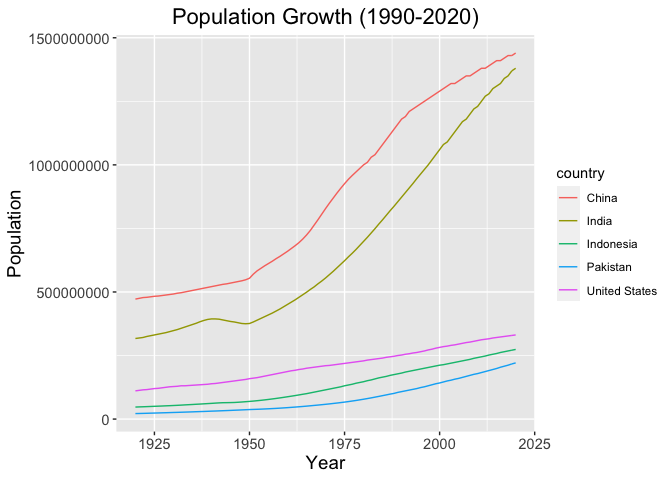 Population Growth (1990-2020)
1500000000
1000000000
500000000
0
Population
1925
1950
1975
2000
2025
Year
country
China
India
Indonesia
Pakistan
United States